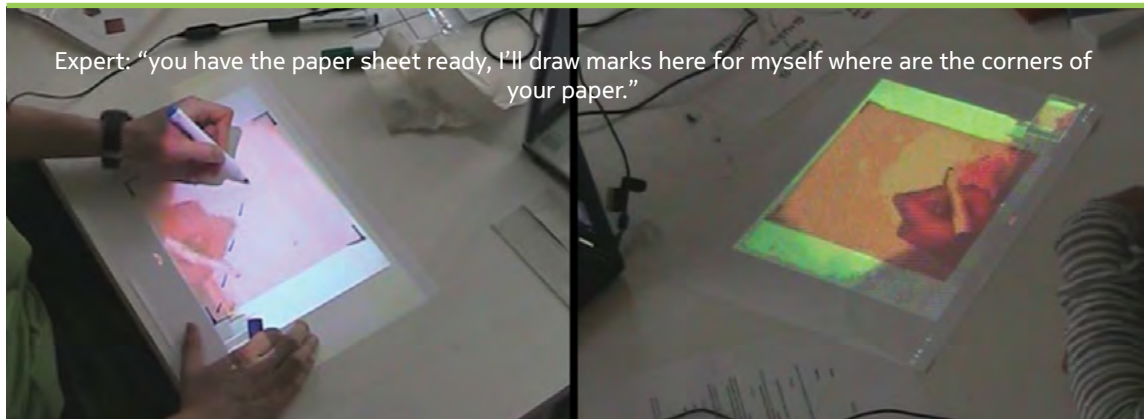 Expert: “you have the paper sheet ready, I’ll draw marks here for myself where are the corners of
your paper.”